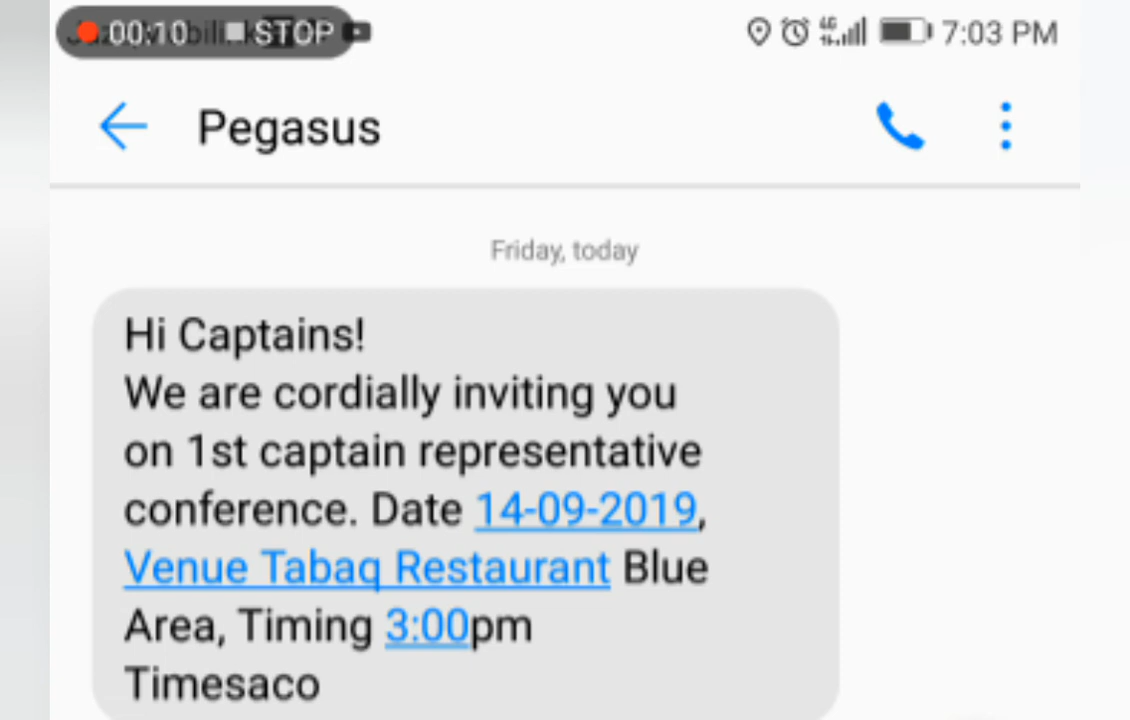 00:10 STOP 4G 7:03 PM
Pegasus
Friday, today
Hi Captains!
We are cordially inviting you
on 1st captain representative
conference. Date 14-09-2019,
Venue Tabaq Restaurant Blue
Area, Timing 3:00pm
Timesaco